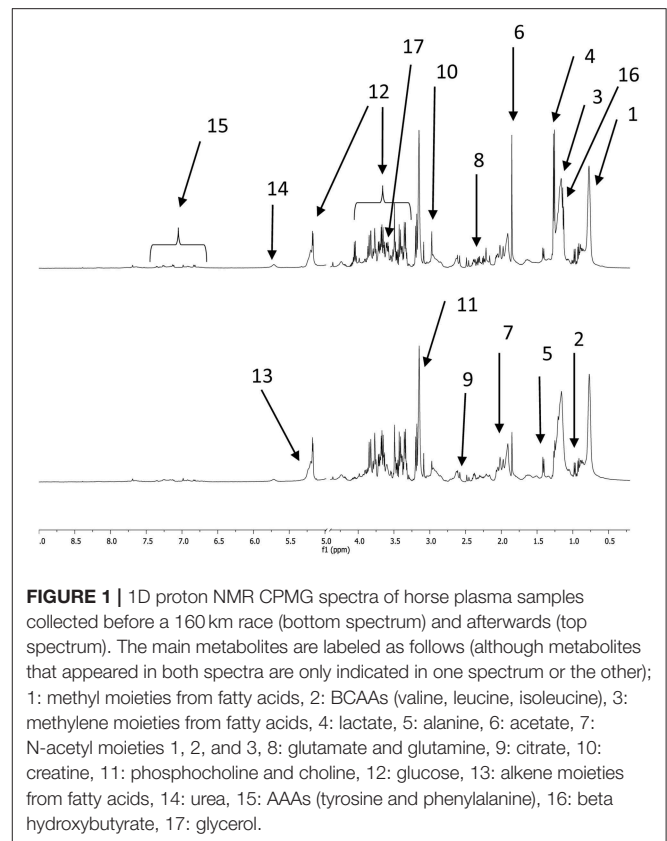 6
17
4
10
16
12
3
1
15
8
14
11
7
2
5
13
9
.0 8.5 8.0 7.5 7.0 6.5 6.0 5.5 5.0 4.0 3.5 3.0 2.5 2.0 1.5 1.0 0.5
f1 (ppm)
FIGURE 1 | 1D proton NMR CPMG spectra of horse plasma samples
collected before a 160 km race (bottom spectrum) and afterwards (top
spectrum). The main metabolites are labeled as follows (although metabolites
that appeared in both spectra are only indicated in one spectrum or the other);
1: methyl moieties from fatty acids, 2: BCAAs (valine, leucine, isoleucine), 3:
methylene moieties from fatty acids, 4: lactate, 5: alanine, 6: acetate, 7:
N-acetyl moieties 1, 2, and 3, 8: glutamate and glutamine, 9: citrate, 10:
creatine, 11: phosphocholine and choline, 12: glucose, 13: alkene moieties
from fatty acids, 14: urea, 15: AAAs (tyrosine and phenylalanine), 16: beta
hydroxybutyrate, 17: glycerol.